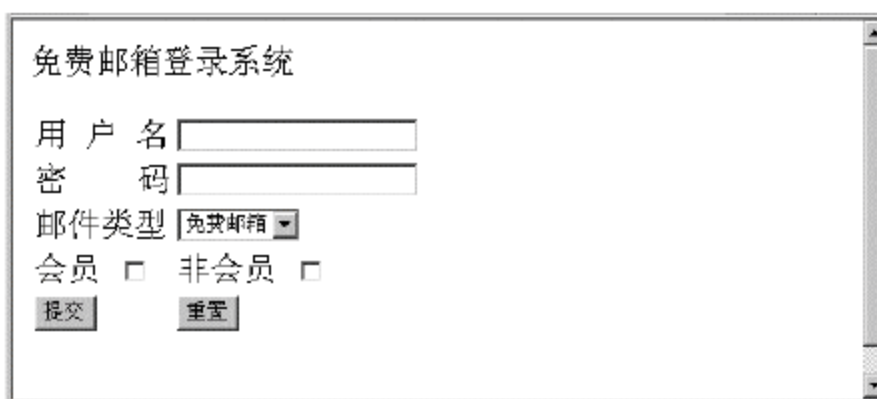 免费邮箱登录系统
用 户 名
密 码
邮件类型 免费邮箱
会员 非会员
提交 重置